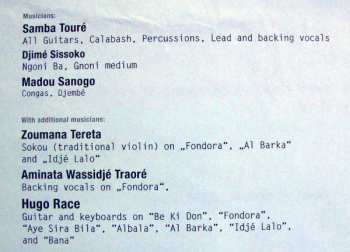 Musicians:
Samba Touré
All Guitars, Calabash, Percussions, Lead and backing vocals
Djimé Sissoko
Ngoni Ba, Gnoni medium
Madou Sanogo
Congas, Djembé
With additional musicians:
Zoumana Tereta
Sokou (traditional violin) on „Fondora”, „Al Barka”
and „Idjé Lalo”
Aminata Wassidjé Traoré
Backing vocals on „Fondora”,
Hugo Race
Guitar and keyboards on “Be Ki Don”, “Fondora”,
“Aye Sira Bila”, “Albala”, “Al Barka”, “Idjé Lalo”,
and “Bana”